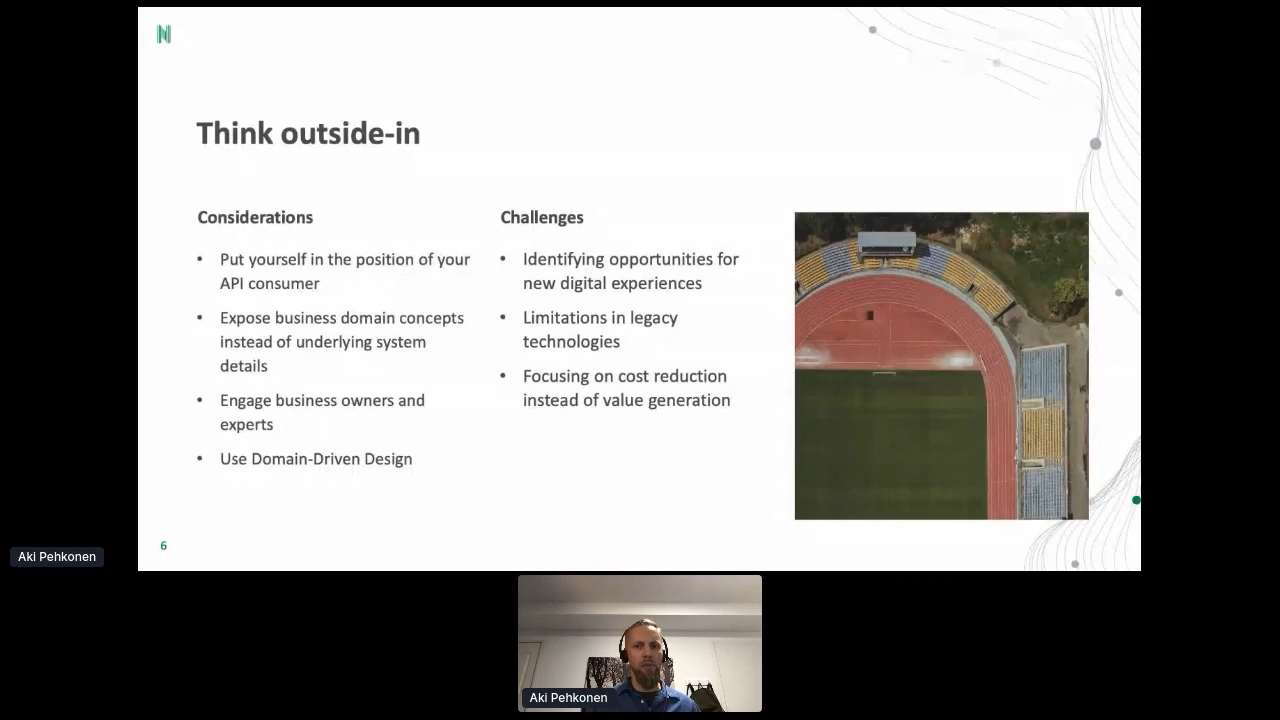 N
Think outside-in
Considerations
• Put yourself in the position of your
API consumer
• Expose business domain concepts
instead of underlying system
details
• Engage business owners and
experts
• Use Domain-Driven Design
Challenges
• Identifying opportunities for
new digital experiences
• Limitations in legacy
technologies
• Focusing on cost reduction
instead of value generation
6
Aki Pehkonen
Aki Pehkonen